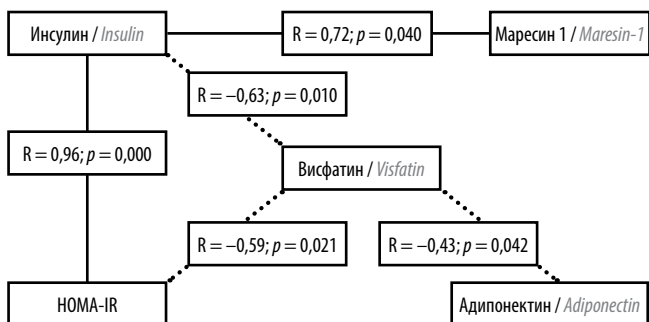 Инсулин / Insulin
R = 0,72; p = 0,040
Маресин 1 / Maresin-1
R = –0,63; p = 0,010
R = 0,96; p = 0,000
Висфатин / Visfatin
R = –0,59; p = 0,021
R = –0,43; p = 0,042
HOMA-IR
Адипонектин / Adiponectin